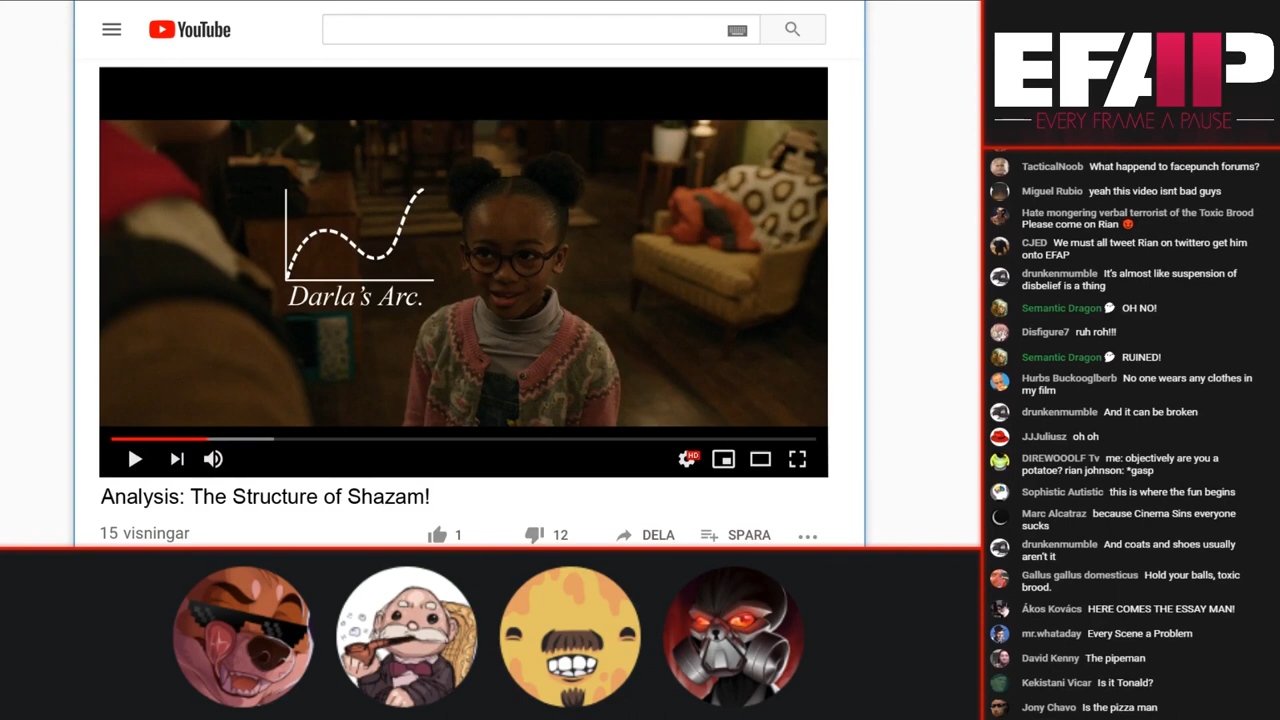 YouTube
Darla's Arc.
HD
Analysis: The Structure of Shazam!
15 visningar
1
12
DELA
SPARA
EFAP
EVERY FRAME A PAUSE
TacticalNoob What happend to facepunch forums?
Miguel Rubio yeah this video isnt bad guys
Hate mongering verbal terrorist of the Toxic Brood
Please come on Rian
CJED We must all tweet Rian on twittero get him
onto EFAP
drunkenmumble It's almost like suspension of
disbelief is a thing
Semantic Dragon OH NO!
Disfigure7 ruh roh!!!
Semantic Dragon RUINED!
Hurbs Buckooglberb No one wears any clothes in
my film
drunkenmumble And it can be broken
JJJuliusz oh oh
DIREWOOOLF Tv me: objectively are you a
potatoe? rian johnson: *gasp
Sophistic Autistic this is where the fun begins
Marc Alcatraz because Cinema Sins everyone
sucks
drunkenmumble And coats and shoes usually
aren't it
Gallus gallus domesticus Hold your balls, toxic
brood.
Ákos Kovács HERE COMES THE ESSAY MAN!
mr.whataday Every Scene a Problem
David Kenny The pipeman
Kekistani Vicar Is it Tonald?
Jony Chavo Is the pizza man